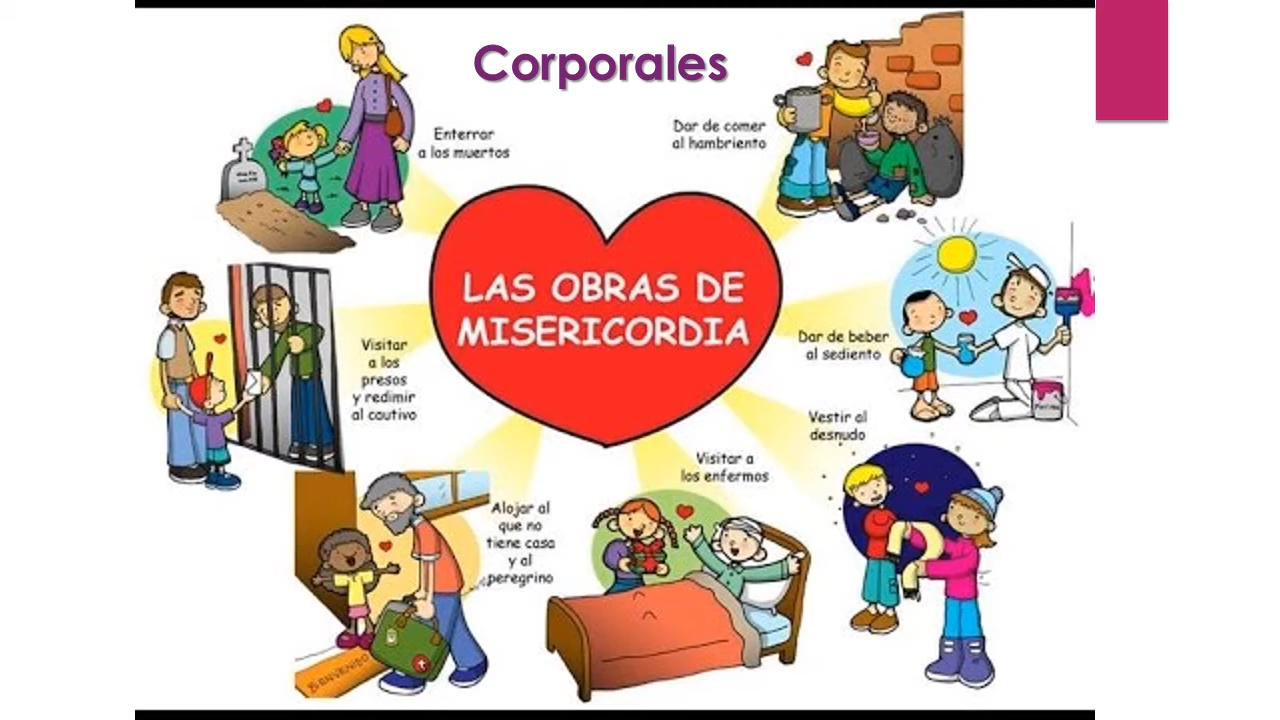 Corporales
Enterrar
a los muertos
Dar de comer
al hambriento
LAS OBRAS DE
MISERICORDIA
Dar de beber
al sediento
Visitar
a los
presos
y redimir
al cautivo
Vestir al
desnudo
Visitar a
los enfermos
Alojar al
que no
tiene casa
y al
peregrino
BIENVENIDO